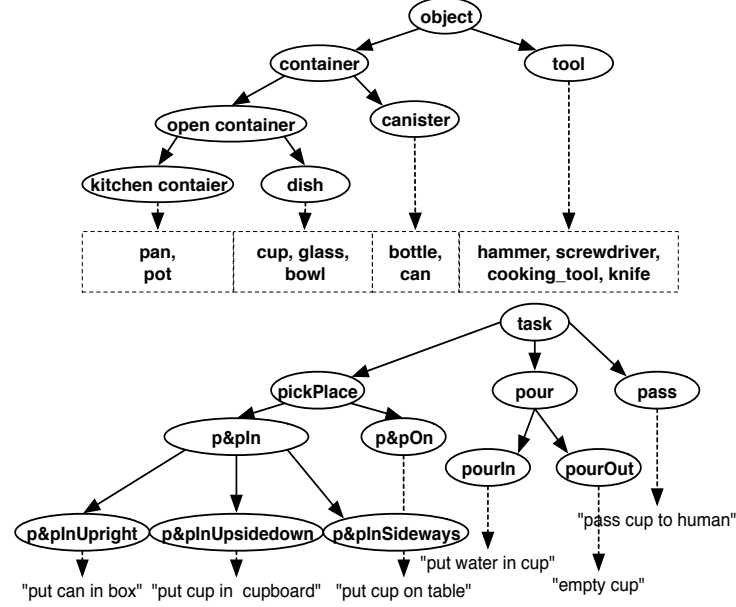 object
container
tool
canister
open container
kitchen contaier
dish
pan,
pot
cup, glass,
bowl
bottle,
can
hammer, screwdriver,
cooking_tool, knife
task
pickPlace
pour
pass
p&pIn
p&pOn
pourIn
pourOut
"pass cup to human"
p&pInUpright
p&pInUpsidedown
p&pInSideways
"put water in cup"
"put can in box"
"put cup in cupboard"
"put cup on table"
"empty cup"